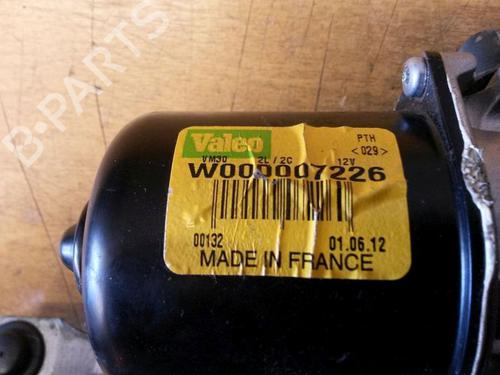 B-PARTS
Valeo
PTH
VM30 2L / 2C 12V <029>
W000007226
00132 01.06.12
MADE IN FRANCE